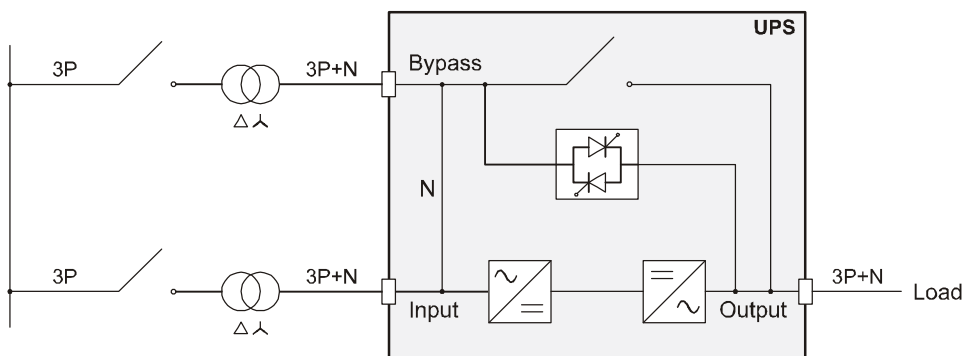 UPS
3P
3P+N
Bypass
N
3P
3P+N
Input
Output
3P+N
Load